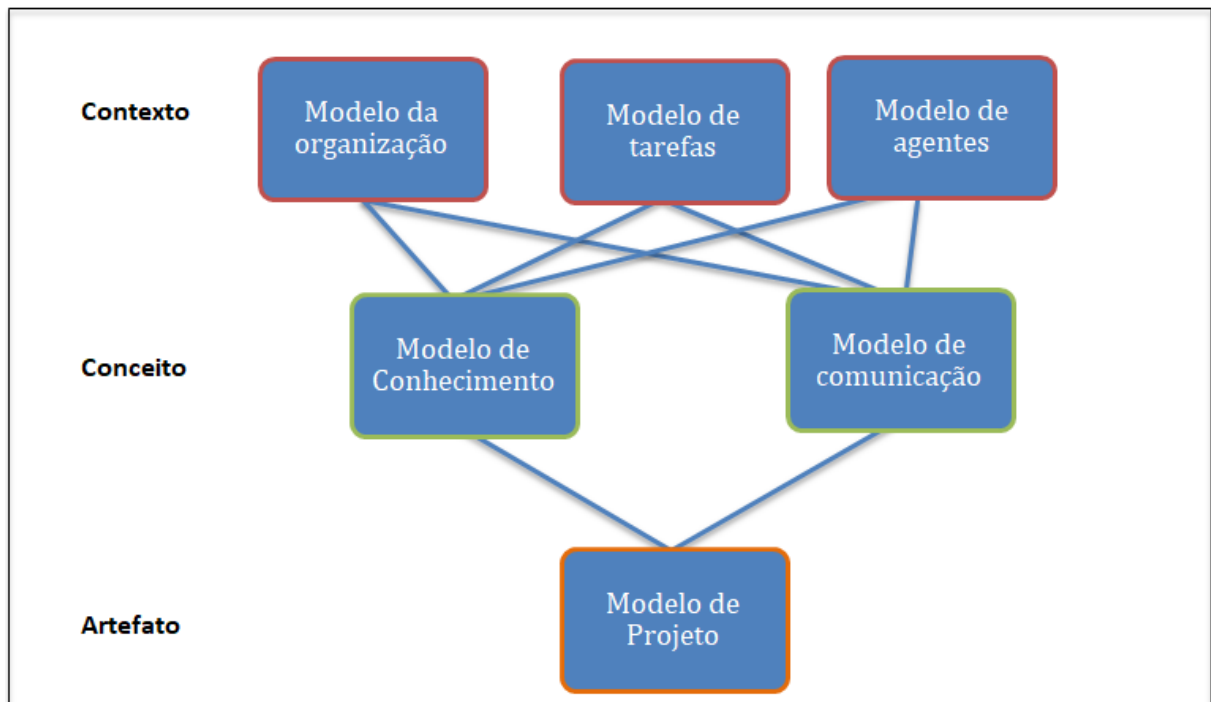 Contexto
Modelo da
organização
Modelo de
tarefas
Modelo de
agentes
Conceito
Modelo de
Conhecimento
Modelo de
comunicação
Artefato
Modelo de
Projeto